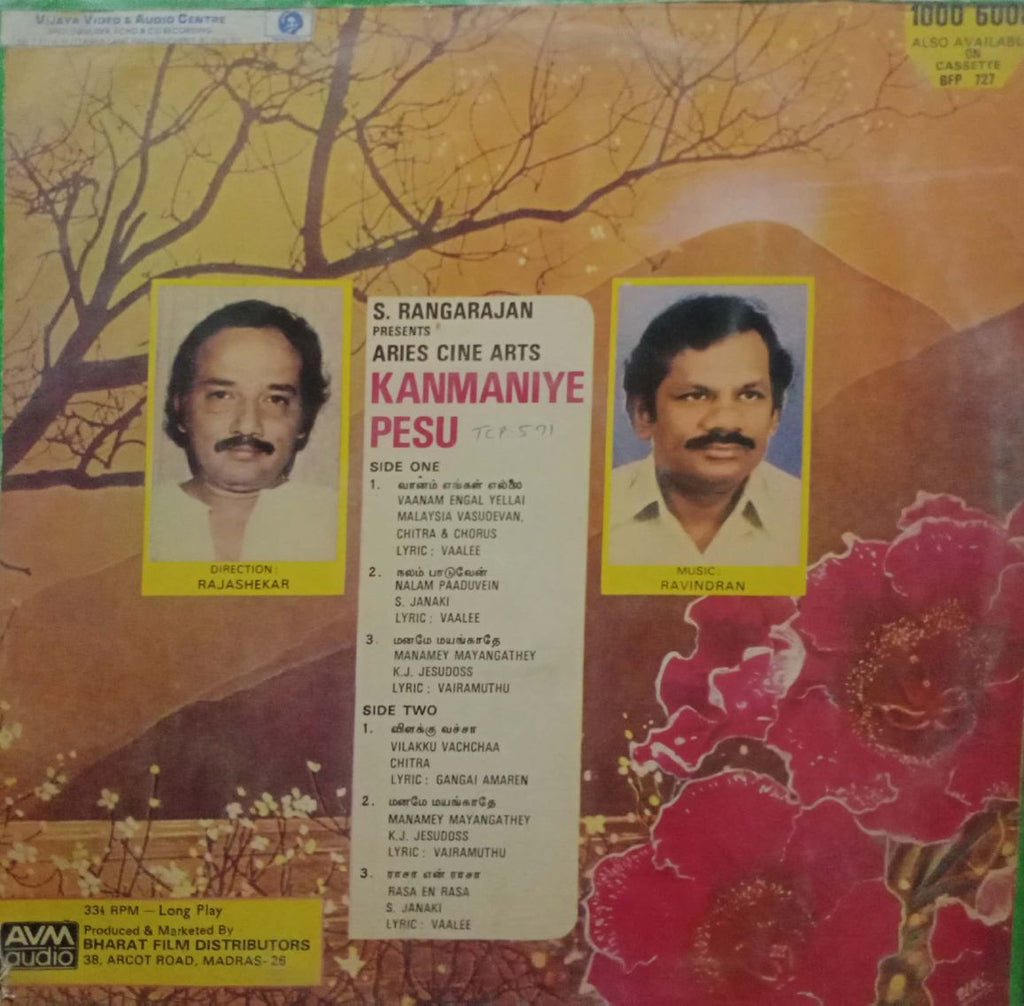 VIJAYA VIDEO & AUDIO CENTRE
1000 600
ALSO AVAILABL
ON
CASSETTE
BFP 727
S. RANGARAJAN
PRESENTS
ARIES CINE ARTS
KANMANIYE
PESU
TCP-571
DIRECTION:
RAJASHEKAR
MUSIC:
RAVINDRAN
SIDE ONE
1. வானம் எங்கள் எல்லை
VAANAM ENGAL YELLAI
MALAYSIA VASUDEVAN,
CHITRA & CHORUS
LYRIC: VAALEE
2. நலம் பாடுவேன்
NALAM PAADUVEIN
S. JANAKI
LYRIC: VAALEE
3 மனமே மயங்காதே
MANAMEY MAYANGATHEY
K.J. JESUDOSS
LYRIC: VAIRAMUTHU
SIDE TWO
1. விளக்கு வச்சா
VILAKKU VACHCHAA
CHITRA
LYRIC: GANGAI AMAREN
2. மனமே மயங்காதே
MANAMEY MAYANGATHEY
K.J. JESUDOSS
LYRIC: VAIRAMUTHU
3. ராசா என் ராசா
RASA EN RASA
S. JANAKI
LYRIC: VAALEE
AVM
audio
33⅓ RPM — Long Play
Produced & Marketed By
BHARAT FILM DISTRIBUTORS
38, ARCOT ROAD, MADRAS-26